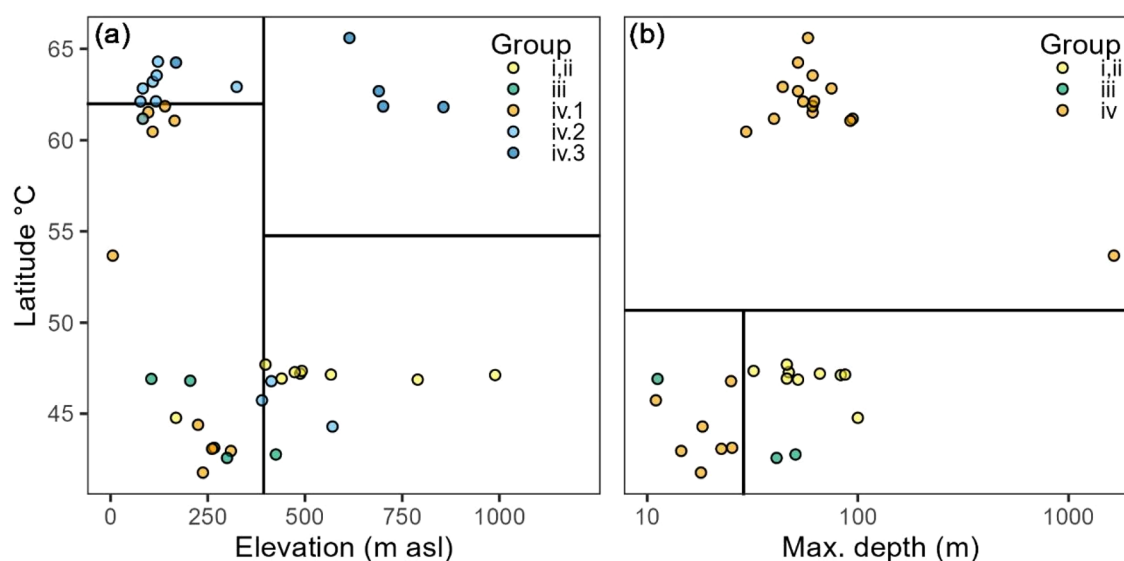 (a)
Group
i,ii
iii
iv.1
iv.2
iv.3
65
60
55
50
45
0 250 500 750 1000
Elevation (m asl)
Latitude °C
(b)
Group
i,ii
iii
iv
10 100 1000
Max. depth (m)